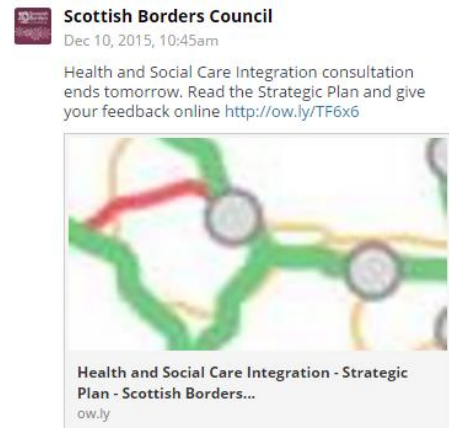 Scottish Borders Council
Dec 10, 2015, 10:45am
Health and Social Care Integration consultation
ends tomorrow. Read the Strategic Plan and give
your feedback online http://ow.ly/TF6x6
Health and Social Care Integration - Strategic
Plan - Scottish Borders...
ow.ly